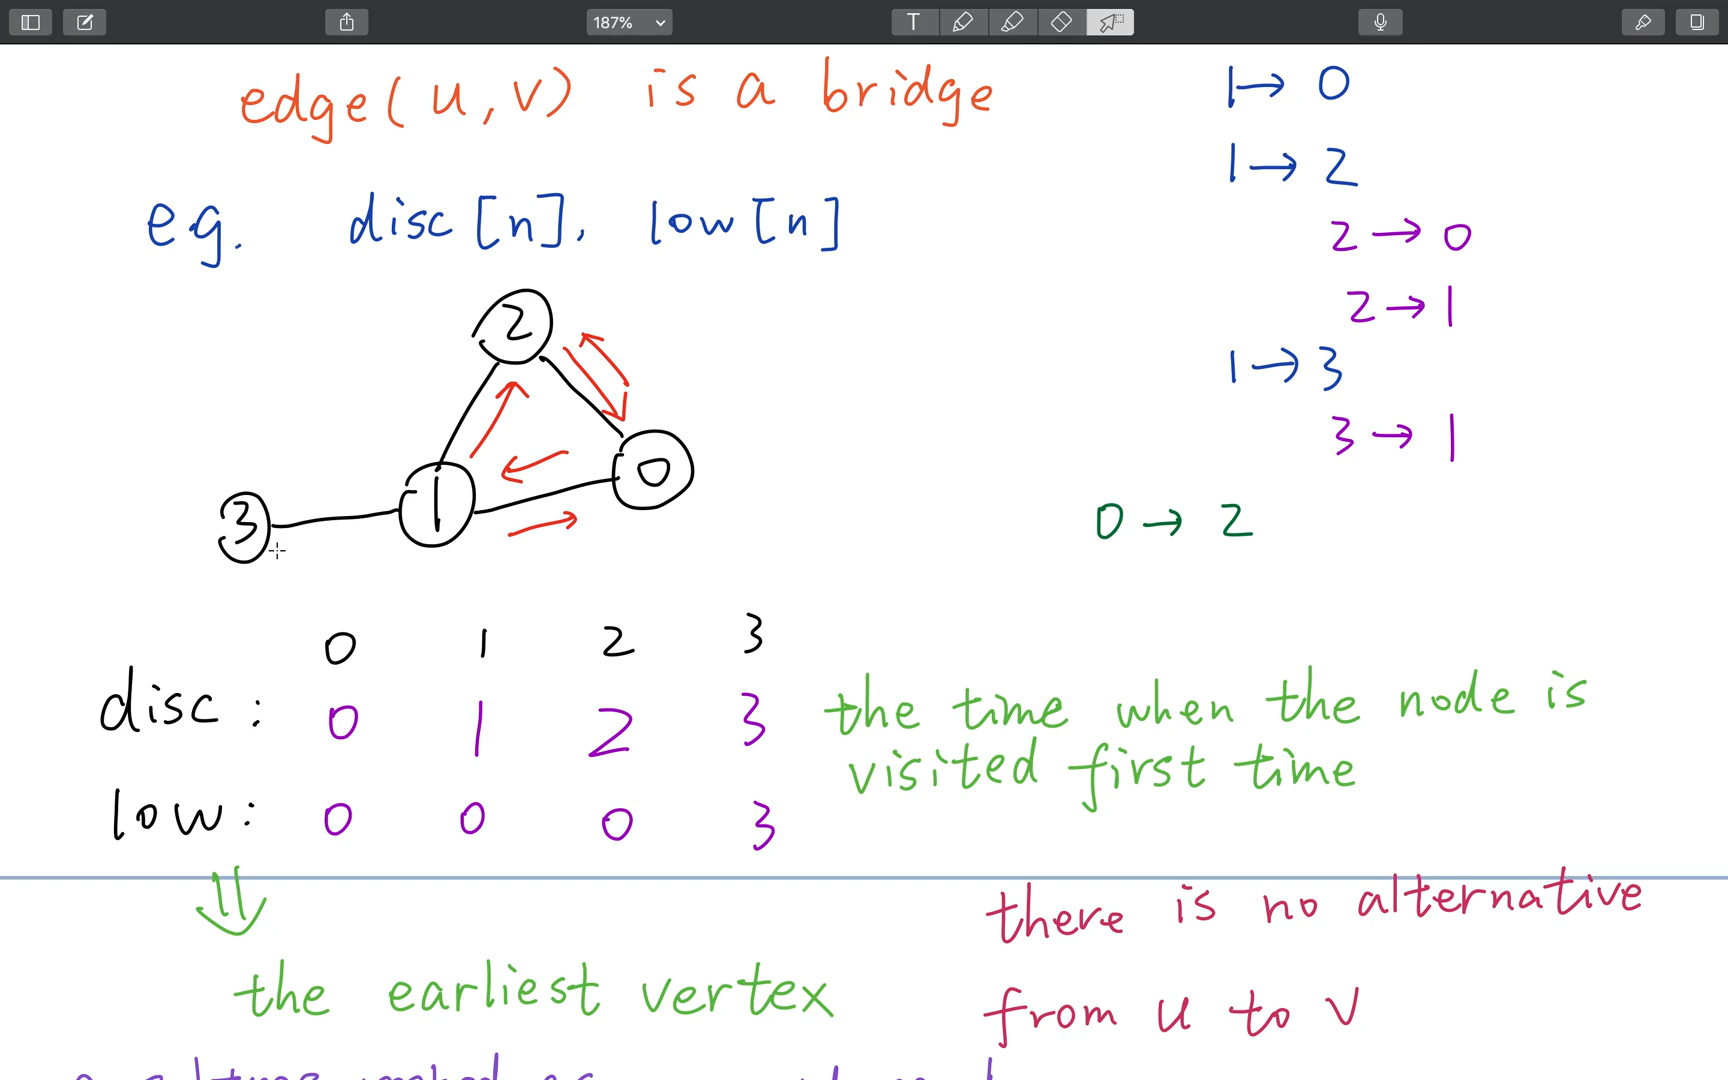 187%
T
edge(u,v) is a bridge
e.g. disc[n], low[n]
1→0
1→2
2→0
2→1
1→3
3→1
0→2
2
0
1
3
0 1 2 3
disc: 0 1 2 3
the time when the node is
visited first time
low: 0 0 0 3
⇓
the earliest vertex
there is no alternative
from u to v